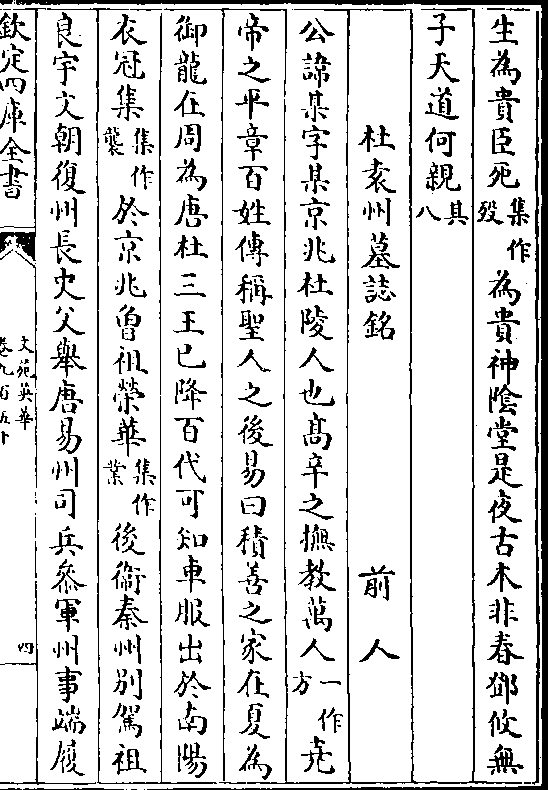 生為貴臣死集作歿為貴神陰堂是夜古木非春鄧攸無
子天道何親其八
杜袁州墓誌銘　前人
公諱某字某京兆杜陵人也髙辛之撫教萬人一作方堯
帝之平章百姓傳稱聖人之後易曰積善之家在夏為
御龍在周為唐杜三王已降百代可知車服出於南陽
衣冠集集作襲於京兆曾祖榮華集作業後衛秦州别駕祖
良宇文朝復州長史父舉唐易州司兵叅軍州事端履
欽定四庫全書
文苑英華
卷九百五十
四